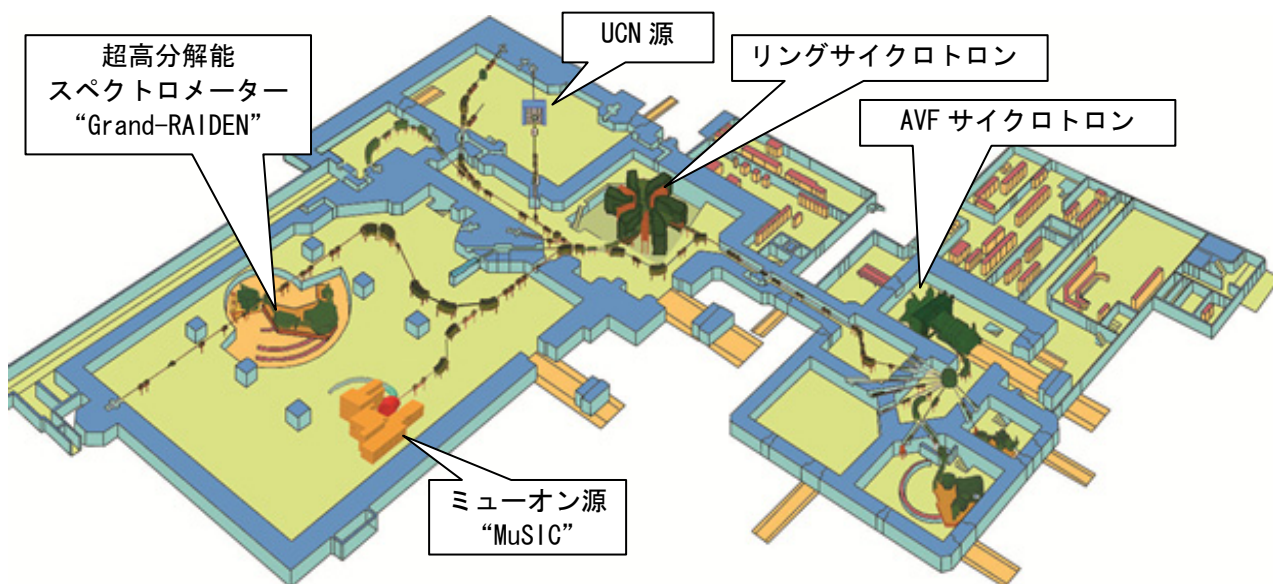 超高分解能
スペクトロメーター
“Grand-RAIDEN”
UCN 源
リングサイクロトロン
AVF サイクロトロン
ミューオン源
“MuSIC”